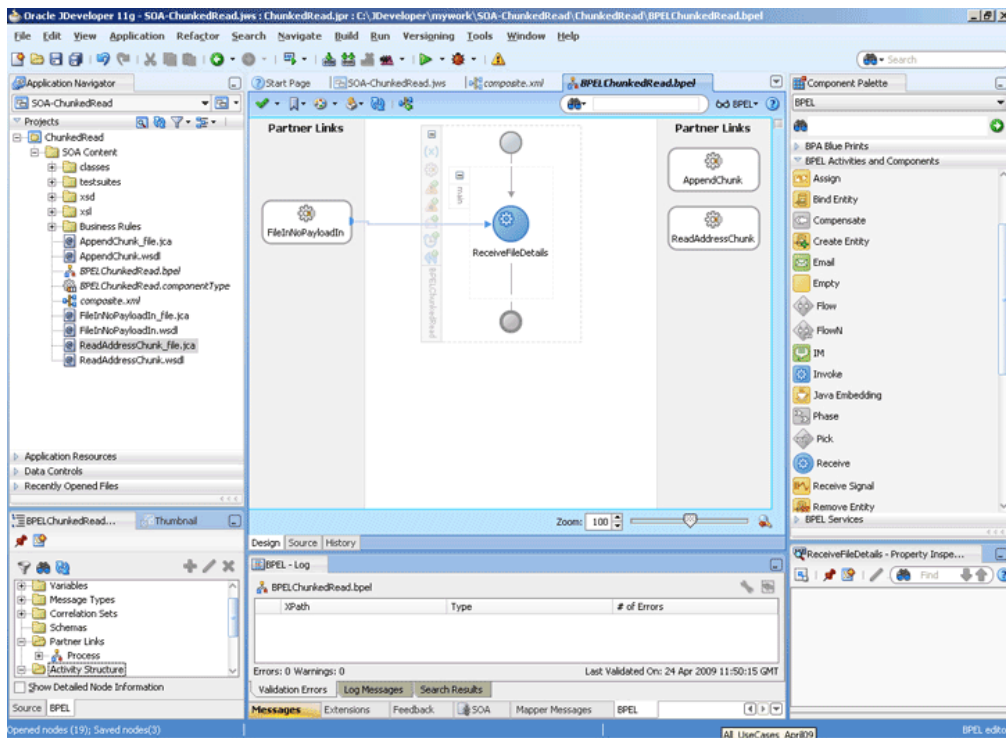 Oracle JDeveloper 11g - SOA-ChunkedRead.jws : ChunkedRead.jpr : C:\JDeveloper\mywork\SOA-ChunkedRead\ChunkedRead\BPELChunkedRead.bpel
File Edit View Application Refactor Search Navigate Build Run Versioning Tools Window Help
Search
Application Navigator
SOA-ChunkedRead
Projects
ChunkedRead
SOA Content
classes
testsuites
xsd
xsl
Business Rules
AppendChunk_file.jca
AppendChunk.wsdl
BPELChunkedRead.bpel
BPELChunkedRead.componentType
composite.xml
FileInNoPayloadIn_file.jca
FileInNoPayloadIn.wsdl
ReadAddressChunk_file.jca
ReadAddressChunk.wsdl
Application Resources
Data Controls
Recently Opened Files
BPELChunkedRead... Thumbnail
Variables
Message Types
Correlation Sets
Schemas
Partner Links
Process
Activity Structure
Show Detailed Node Information
Source BPEL
Start Page SOA-ChunkedRead.jws composite.xml BPELChunkedRead.bpel
BPEL
Partner Links
FileInNoPayloadIn
main
ReceiveFileDetails
BPELChunkedRead
Partner Links
AppendChunk
ReadAddressChunk
Zoom: 100
Design Source History
BPEL - Log
BPELChunkedRead.bpel
XPath Type # of Errors
Errors: 0 Warnings: 0 Last Validated On: 24 Apr 2009 11:50:15 GMT
Validation Errors Log Messages Search Results
Messages Extensions Feedback SOA Mapper Messages BPEL
Component Palette
BPEL
BPA Blue Prints
BPEL Activities and Components
Assign
Bind Entity
Compensate
Create Entity
Email
Empty
Flow
FlowN
IM
Invoke
Java Embedding
Phase
Pick
Receive
Receive Signal
Remove Entity
BPEL Services
ReceiveFileDetails - Property Inspe...
Find
Opened nodes (19); Saved nodes(3)
All_UseCases_April09
BPEL edito